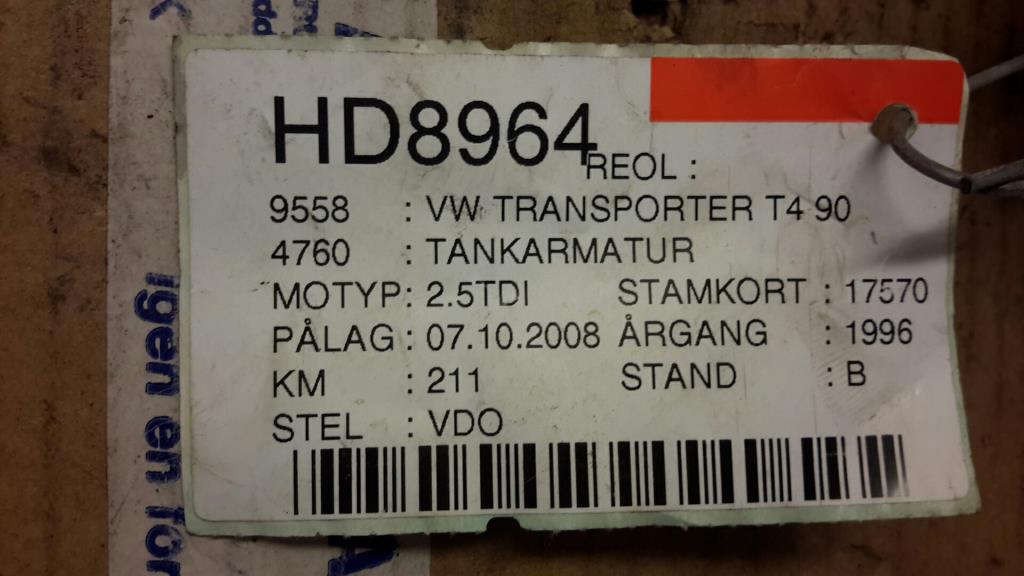 HD8964 REOL :
9558 : VW TRANSPORTER T4 90
4760 : TANKARMATUR
MOTYP: 2.5TDI STAMKORT : 17570
PÅLAG : 07.10.2008 ÅRGANG : 1996
KM : 211 STAND : B
STEL : VDO
igen en för